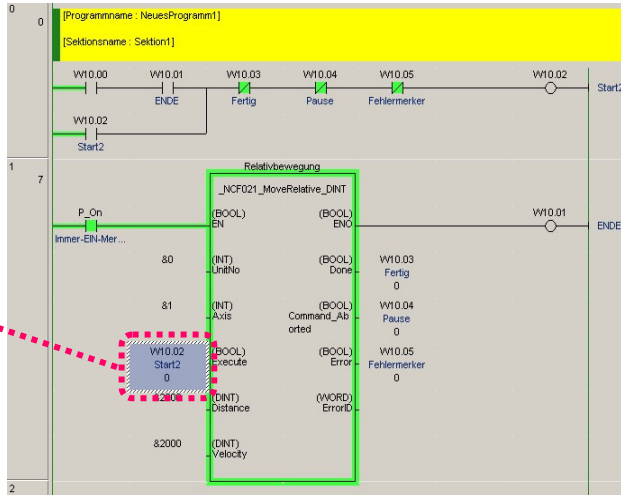 0
0
[Programmname : NeuesProgramm1]
[Sektionsname : Sektion1]
W10.00 W10.01 W10.03 W10.04 W10.05 W10.02
ENDE Fertig Pause Fehlermerker Start2
W10.02
Start2
1
7
Relativbewegung
_NCF021_MoveRelative_DINT
P_On (BOOL) (BOOL) W10.01
EN ENO ENDE
Immer-EIN-Mer...
&0 (INT) (BOOL) W10.03
UnitNo Done Fertig
0
&1 (INT) (BOOL) W10.04
Axis Command_Ab Pause
orted 0
W10.02 (BOOL) (BOOL) W10.05
Start2 Execute Error Fehlermerker
0 0
(DINT) (WORD)
Distance ErrorID
&2000 (DINT)
Velocity
2